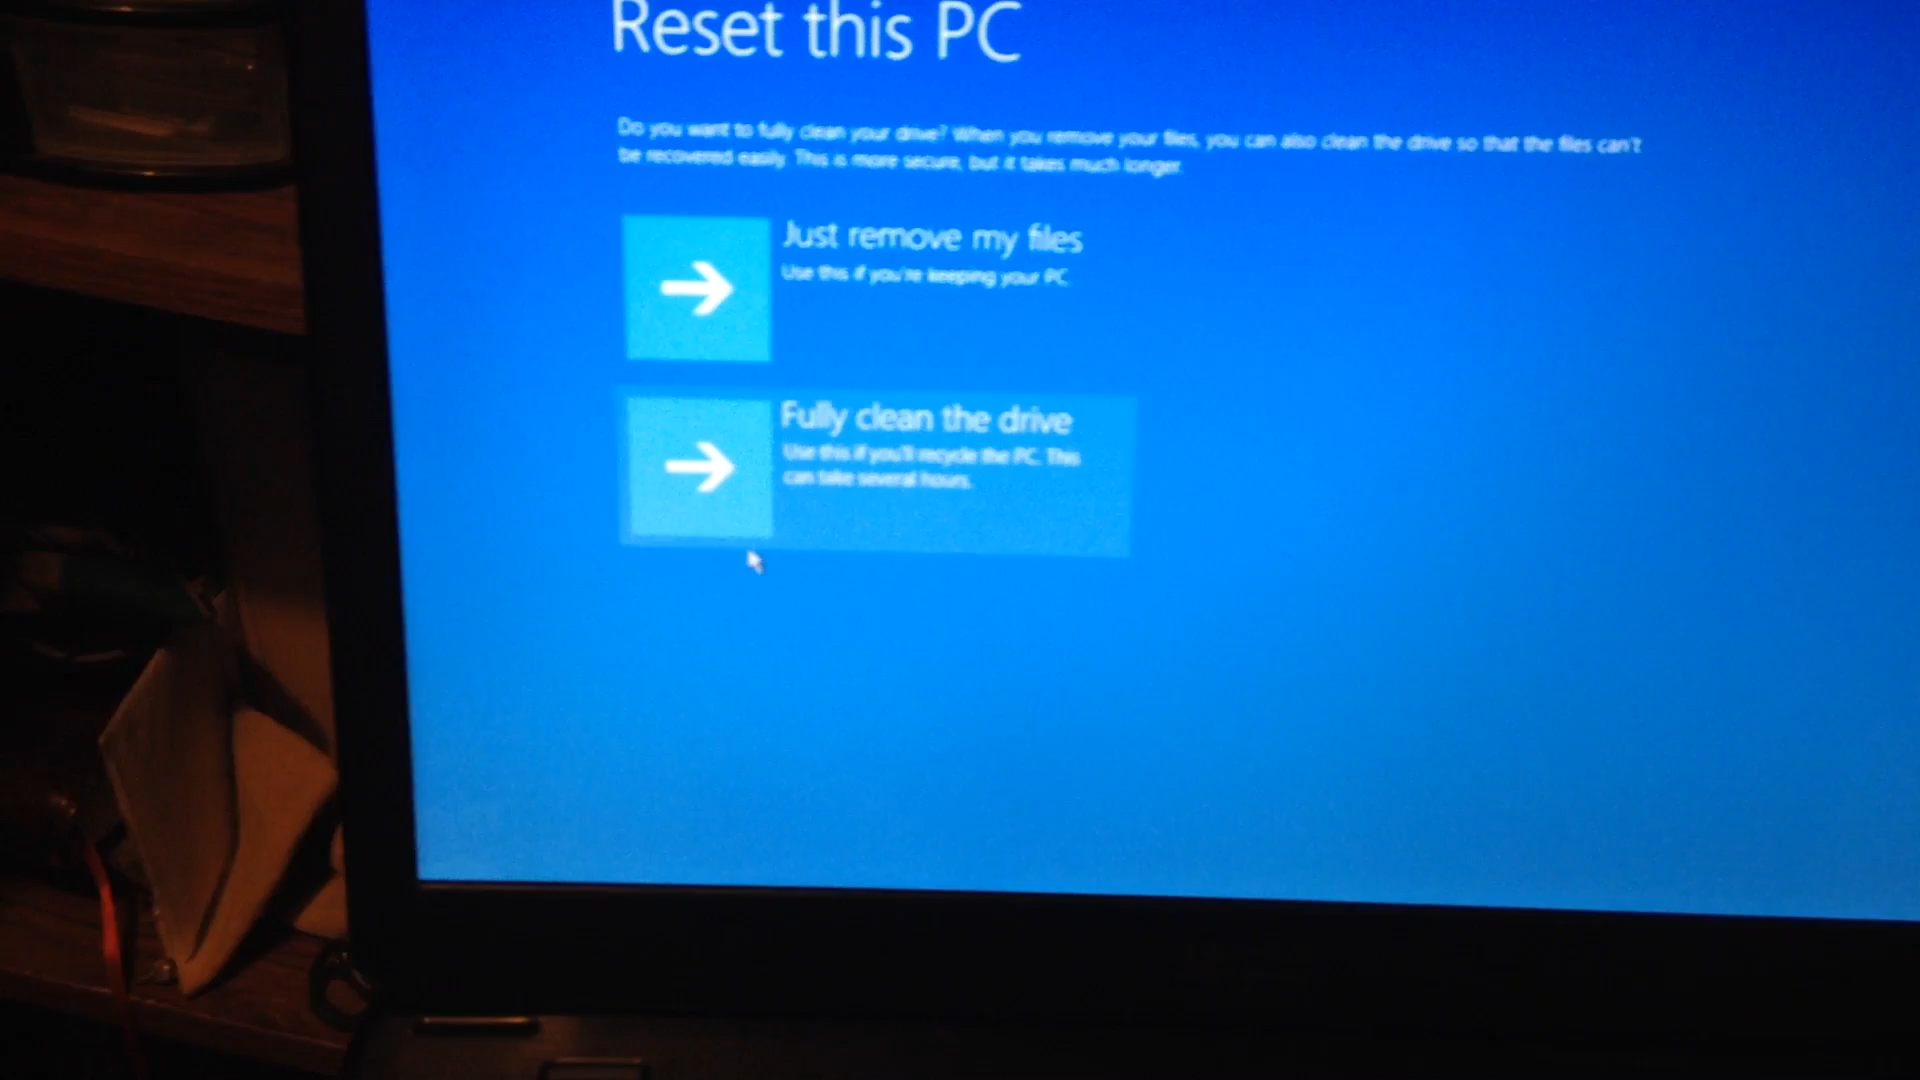 Reset this PC
Do you want to fully clean your drive? When you remove your files, you can also clean the drive so that the files can't
be recovered easily. This is more secure, but it takes much longer.
Just remove my files
Use this if you're keeping your PC.
Fully clean the drive
Use this if you'll recycle the PC. This
can take several hours.